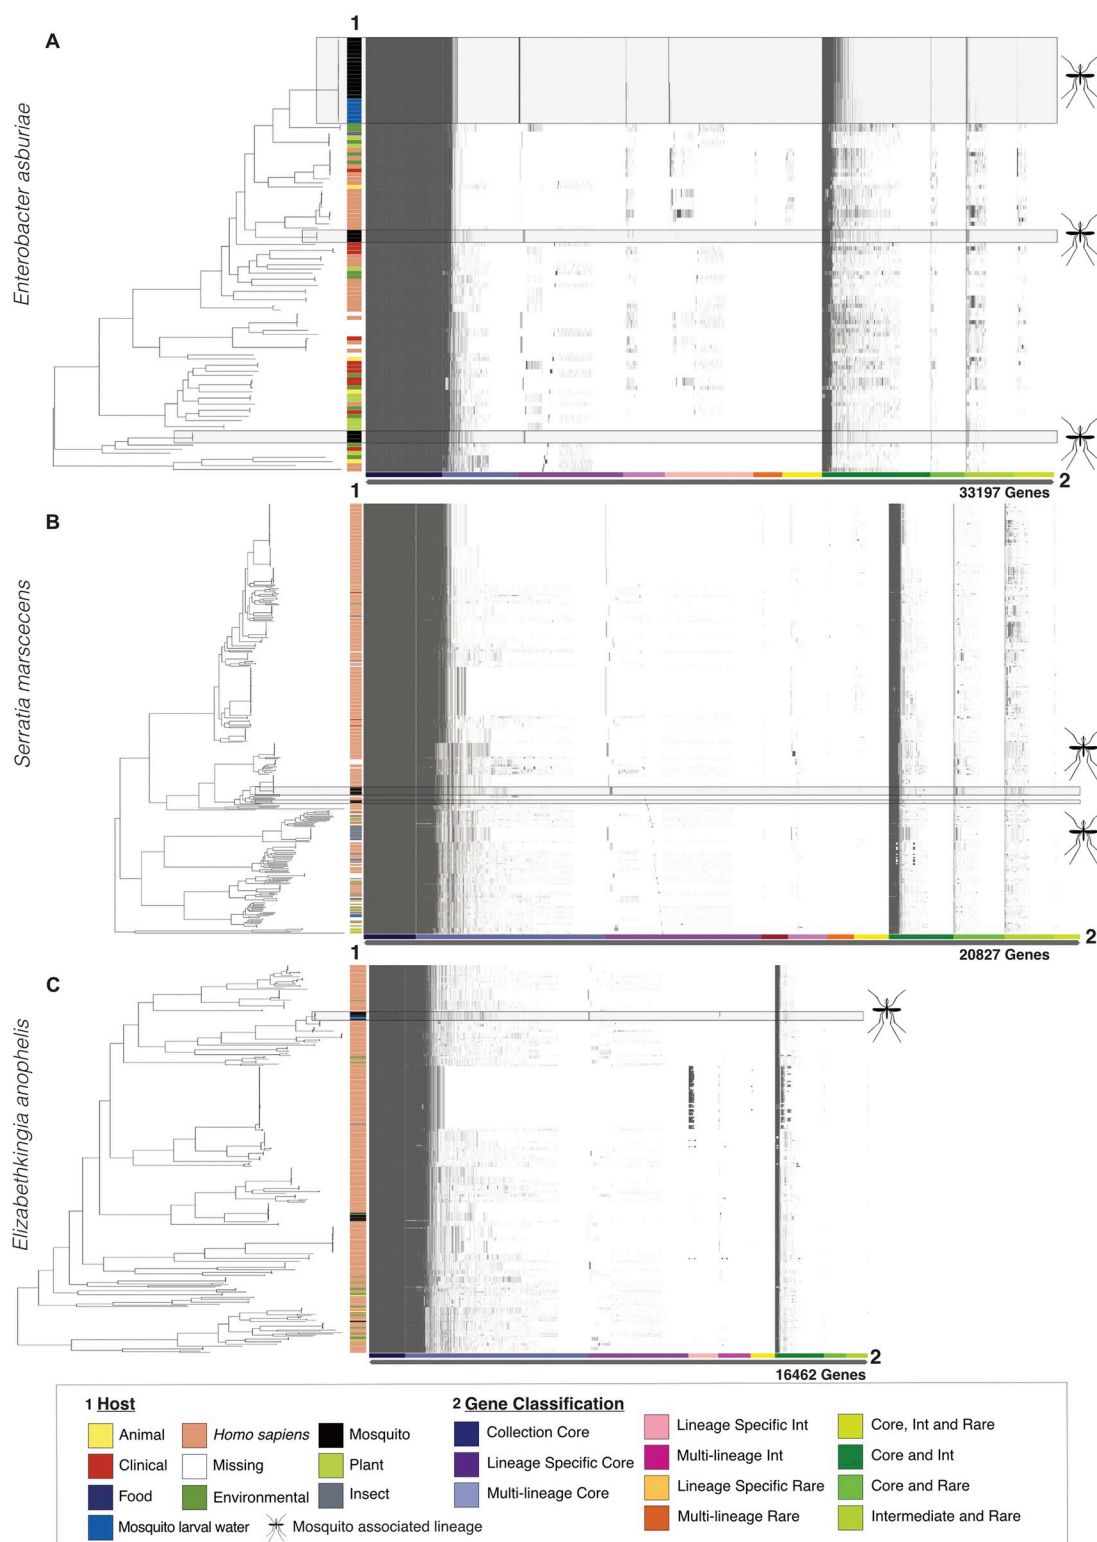 1
A
Enterobacter asburiae
2
33197 Genes
1
B
Serratia marscecens
2
20827 Genes
1
C
Elizabethkingia anophelis
2
16462 Genes
1 Host
Animal
Homo sapiens
Mosquito
Clinical
Missing
Plant
Food
Environmental
Insect
Mosquito larval water
Mosquito associated lineage
2 Gene Classification
Collection Core
Lineage Specific Core
Multi-lineage Core
Lineage Specific Int
Multi-lineage Int
Lineage Specific Rare
Multi-lineage Rare
Core, Int and Rare
Core and Int
Core and Rare
Intermediate and Rare